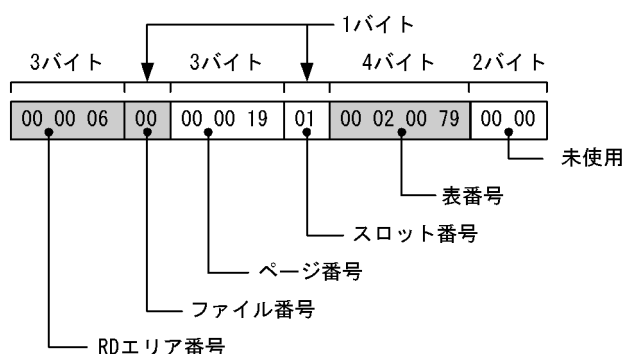 1バイト
3バイト 3バイト 4バイト 2バイト
00 00 06 00 00 00 19 01 00 02 00 79 00 00
未使用
表番号
スロット番号
ページ番号
ファイル番号
RDエリア番号